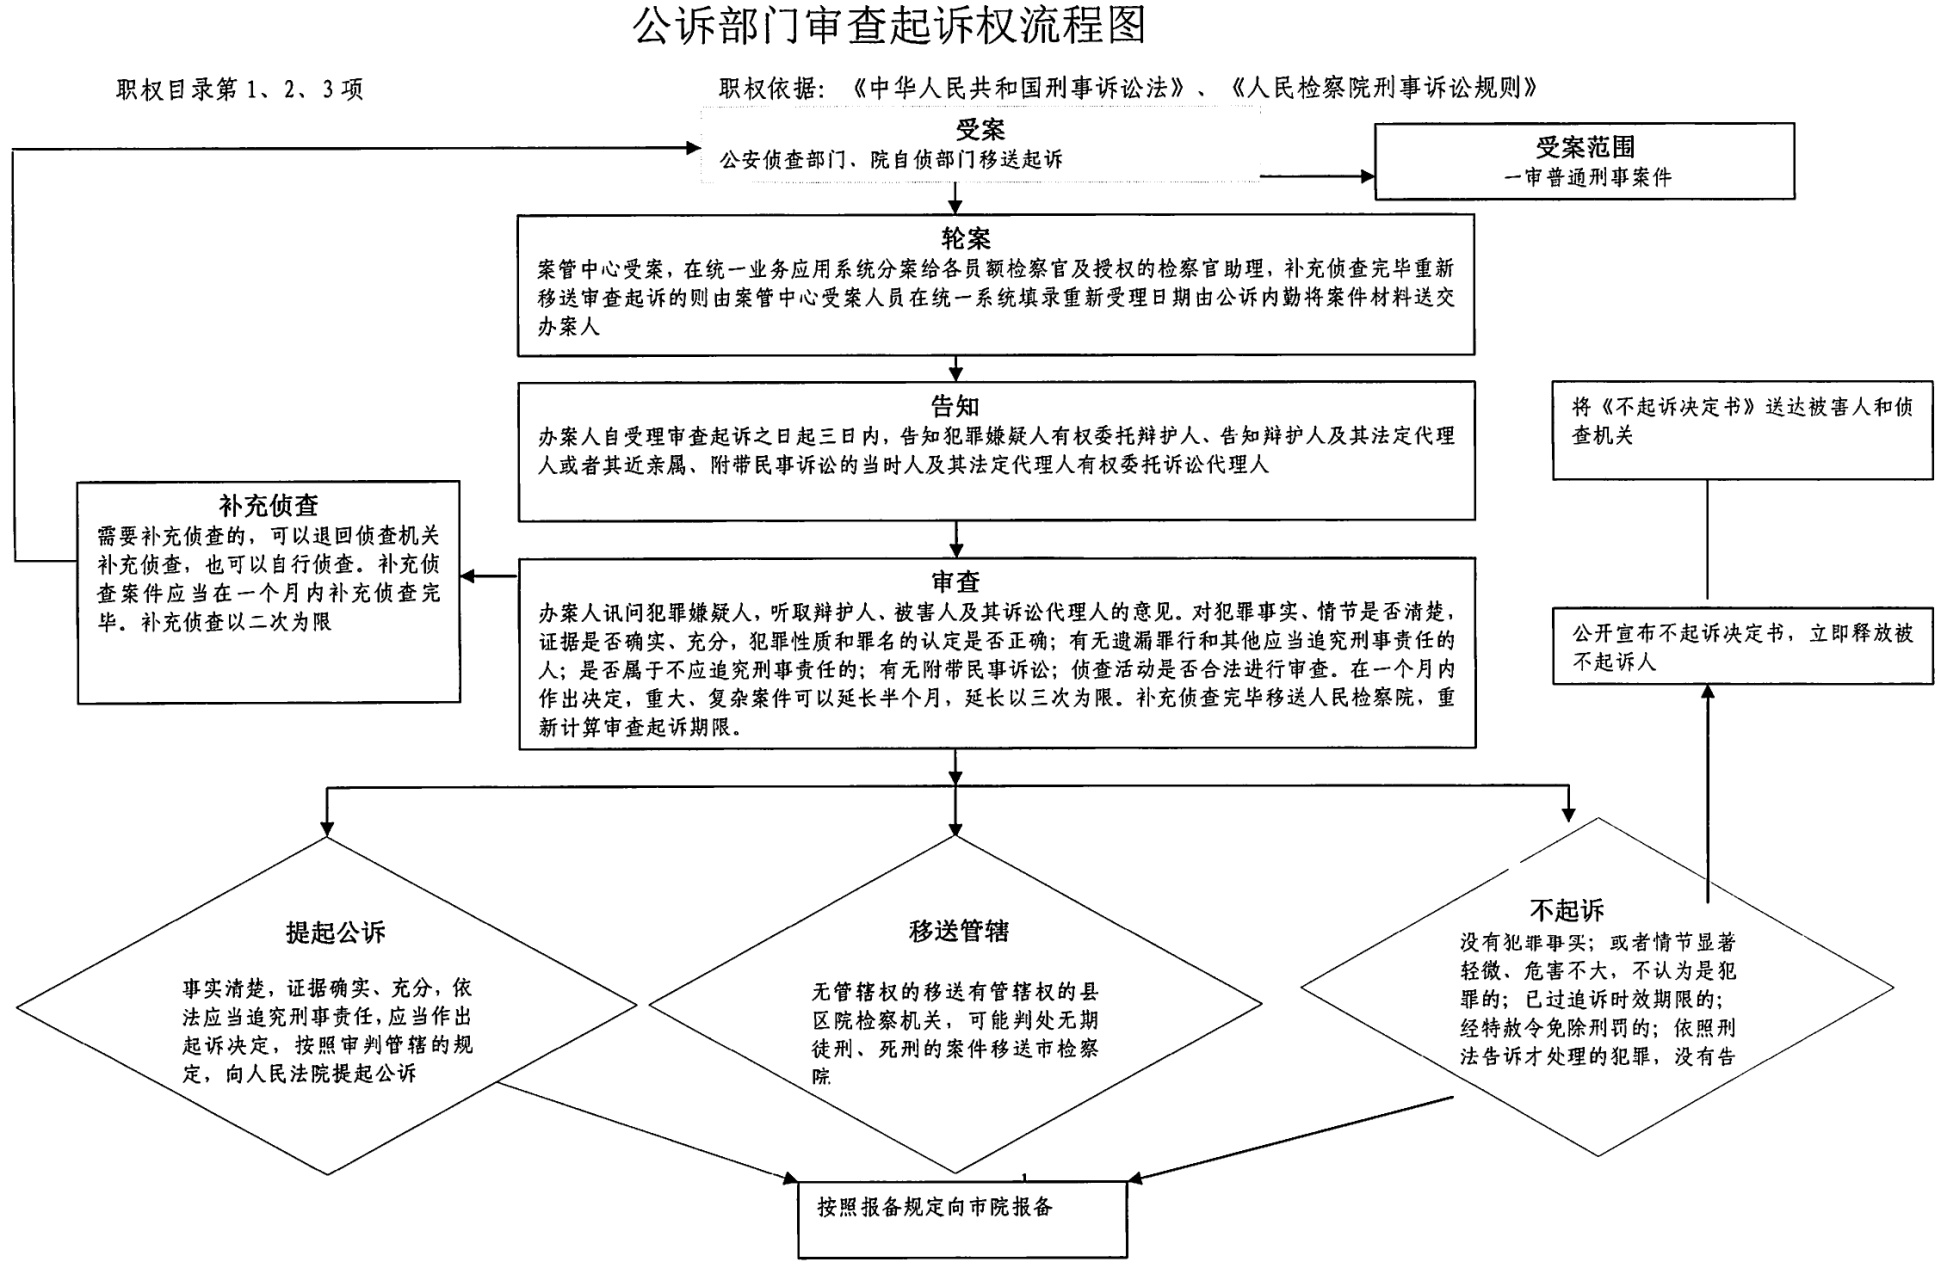 公诉部门审查起诉权流程图
职权目录第1、2、3项
职权依据：《中华人民共和国刑事诉讼法》、《人民检察院刑事诉讼规则》
受案
公安侦查部门、院自侦部门移送起诉
受案范围
一审普通刑事案件
轮案
案管中心受案，在统一业务应用系统分案给各员额检察官及授权的检察官助理，补充侦查完毕重新
移送审查起诉的则由案管中心受案人员在统一系统填录重新受理日期由公诉内勤将案件材料送交
办案人
告知
办案人自受理审查起诉之日起三日内，告知犯罪嫌疑人有权委托辩护人、告知辩护人及其法定代理
人或者其近亲属、附带民事诉讼的当时人及其法定代理人有权委托诉讼代理人
将《不起诉决定书》送达被害人和侦
查机关
补充侦查
需要补充侦查的，可以退回侦查机关
补充侦查，也可以自行侦查。补充侦
查案件应当在一个月内补充侦查完
毕。补充侦查以二次为限
审查
办案人讯问犯罪嫌疑人，听取辩护人、被害人及其诉讼代理人的意见。对犯罪事实、情节是否清楚，
证据是否确实、充分，犯罪性质和罪名的认定是否正确；有无遗漏罪行和其他应当追究刑事责任的
人；是否属于不应追究刑事责任的；有无附带民事诉讼；侦查活动是否合法进行审查。在一个月内
作出决定，重大、复杂案件可以延长半个月，延长以三次为限。补充侦查完毕移送人民检察院，重
新计算审查起诉期限。
公开宣布不起诉决定书，立即释放被
不起诉人
提起公诉
事实清楚，证据确实、充分，依
法应当追究刑事责任，应当作出
起诉决定，按照审判管辖的规
定，向人民法院提起公诉
移送管辖
无管辖权的移送有管辖权的县
区院检察机关，可能判处无期
徒刑、死刑的案件移送市检察
院
不起诉
没有犯罪事实；或者情节显著
轻微、危害不大，不认为是犯
罪的；已过追诉时效期限的；
经特赦令免除刑罚的；依照刑
法告诉才处理的犯罪，没有告
按照报备规定向市院报备